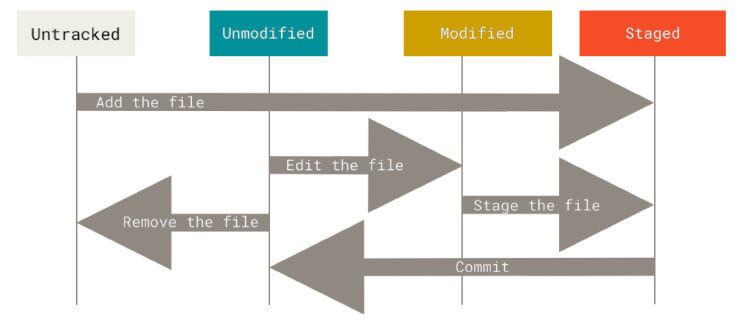 Untracked
Unmodified
Modified
Staged
Add the file
Edit the file
Stage the file
Remove the file
Commit